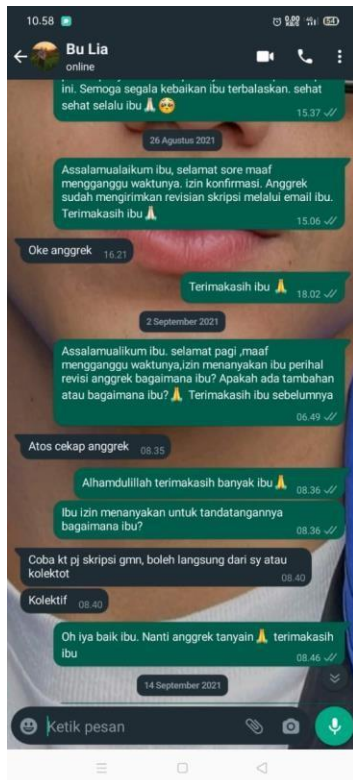 10.58
Bu Lia
online
ini. Semoga segala kebaikan ibu terbalaskan. sehat
sehat selalu ibu🙏🏻🥺
15.37
26 Agustus 2021
Assalamualaikum ibu, selamat sore maaf
mengganggu waktunya. izin konfirmasi. Anggrek
sudah mengirimkan revisian skripsi melalui email ibu.
Terimakasih ibu🙏🏻
15.06
Oke anggrek 16.21
Terimakasih ibu 🙏
18.02
2 September 2021
Assalamualikum ibu. selamat pagi ,maaf
mengganggu waktunya,izin menanyakan ibu perihal
revisi anggrek bagaimana ibu? Apakah ada tambahan
atau bagaimana ibu?🙏 Terimakasih ibu sebelumnya
06.49
Atos cekap anggrek 08.35
Alhamdulillah terimakasih banyak ibu🙏
08.36
Ibu izin menanyakan untuk tandatangannya
bagaimana ibu?
08.36
Coba kt pj skripsi gmn, boleh langsung dari sy atau
kolektot
08.40
Kolektif 08.40
Oh iya baik ibu. Nanti anggrek tanyain🙏 terimakasih
ibu
08.46
14 September 2021
Ketik pesan